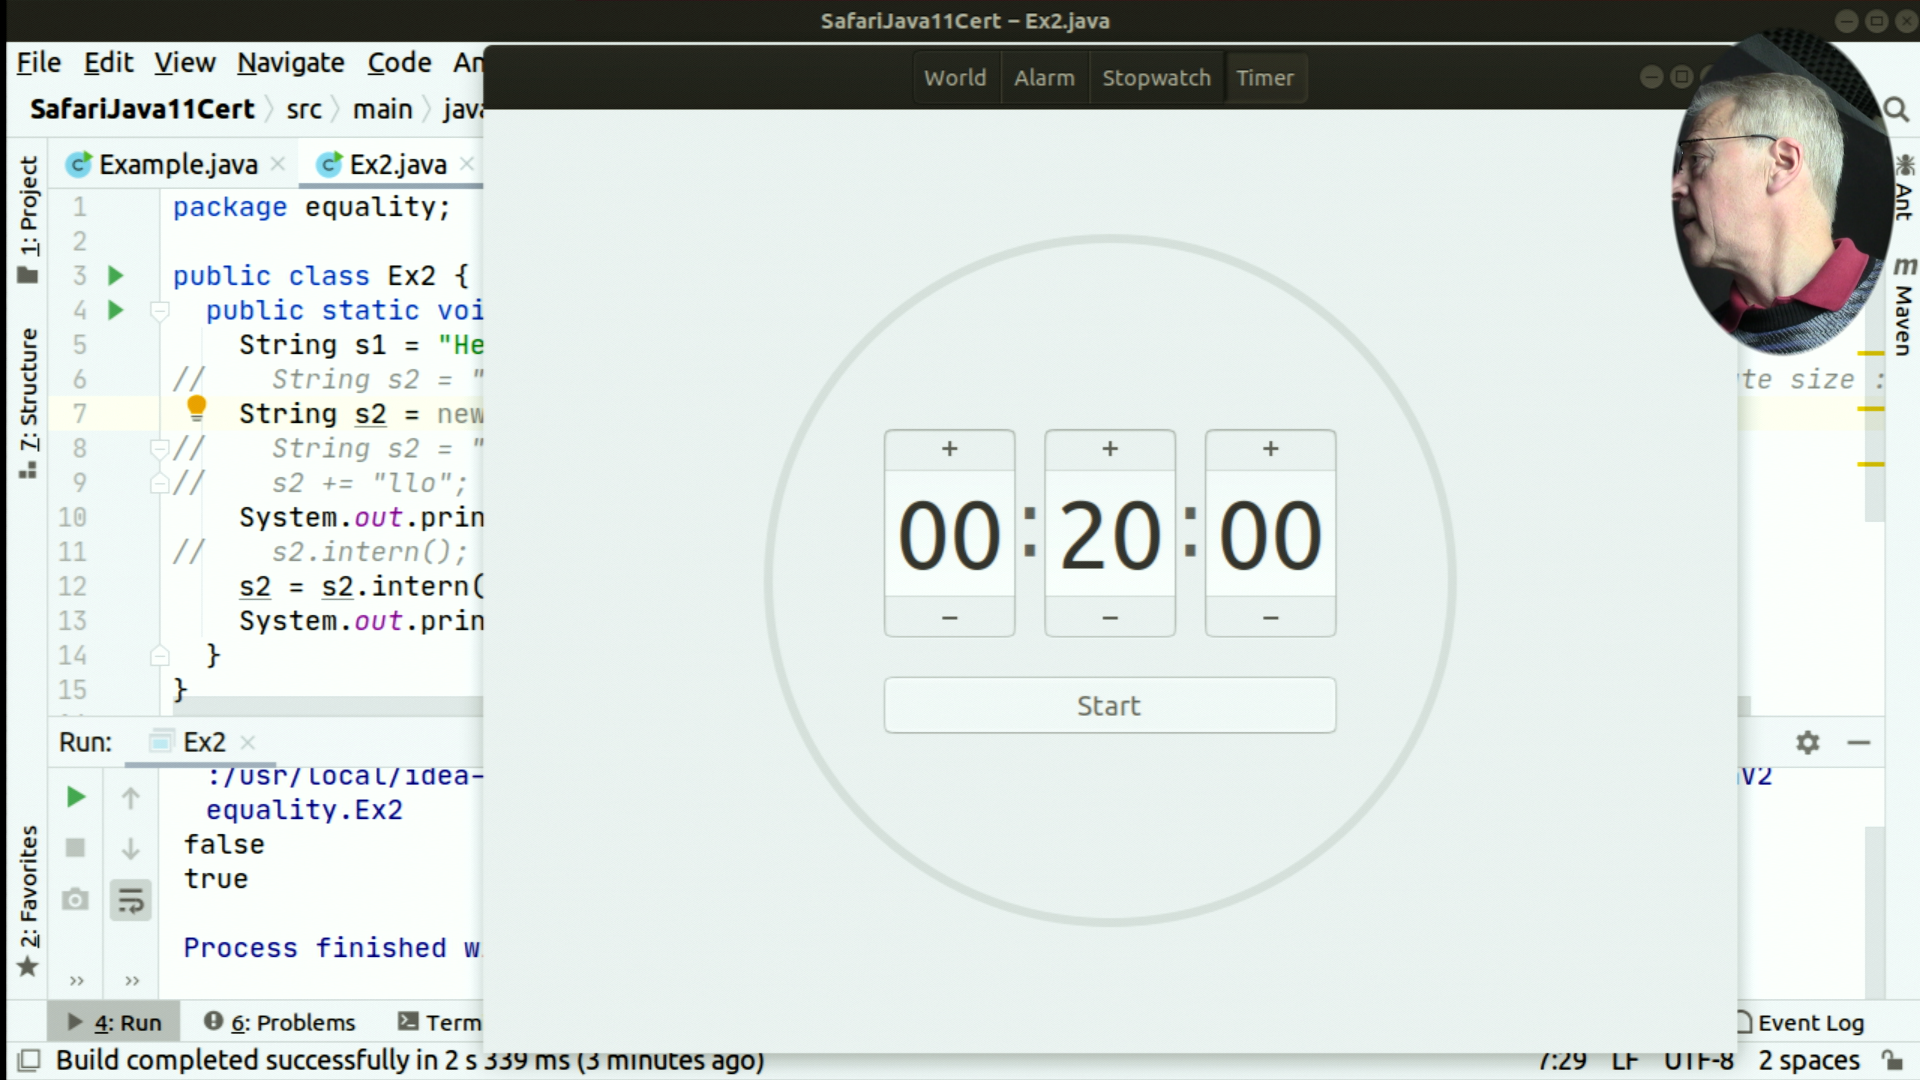 SafariJava11Cert – Ex2.java
File Edit View Navigate Code An
World Alarm Stopwatch Timer
SafariJava11Cert src main java
Example.java Ex2.java
1: Project
7: Structure
2: Favorites
Ant
Maven
1 package equality;
2
3 public class Ex2 {
4 public static voi
5 String s1 = "He
6 // String s2 = " te size :
7 String s2 = new
8 // String s2 = "
9 // s2 += "llo";
10 System.out.prin
11 // s2.intern();
12 s2 = s2.intern(
13 System.out.prin
14 }
15 }
+ + +
00 : 20 : 00
− − −
Start
Run: Ex2
:/usr/local/idea-
equality.Ex2
false
true
Process finished w
4: Run 6: Problems Term Event Log
Build completed successfully in 2 s 339 ms (3 minutes ago) 7:29 LF UTF-8 2 spaces